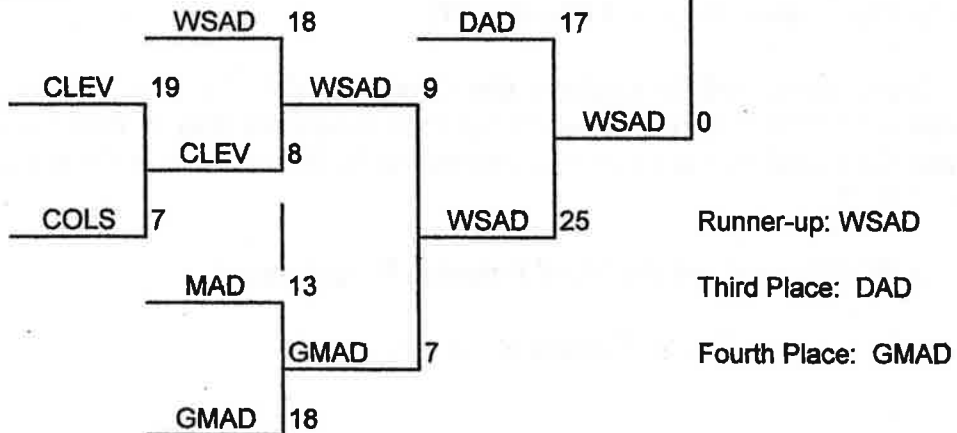 WSAD 18 DAD 17
CLEV 19 WSAD 9
WSAD 0
CLEV 8
COLS 7 WSAD 25 Runner-up: WSAD
MAD 13 Third Place: DAD
GMAD 7 Fourth Place: GMAD
GMAD 18